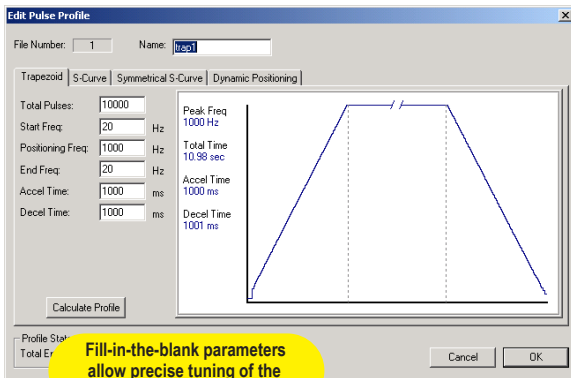 Edit Pulse Profile
File Number: 1 Name: trap1
Trapezoid S-Curve Symmetrical S-Curve Dynamic Positioning
Total Pulses: 10000
Start Freq: 20 Hz
Positioning Freq: 1000 Hz
End Freq: 20 Hz
Accel Time: 1000 ms
Decel Time: 1000 ms
Peak Freq
1000 Hz
Total Time
10.98 sec
Accel Time
1000 ms
Decel Time
1001 ms
Calculate Profile
Profile
Total
Fill-in-the-blank parameters
allow precise tuning of the
Cancel OK